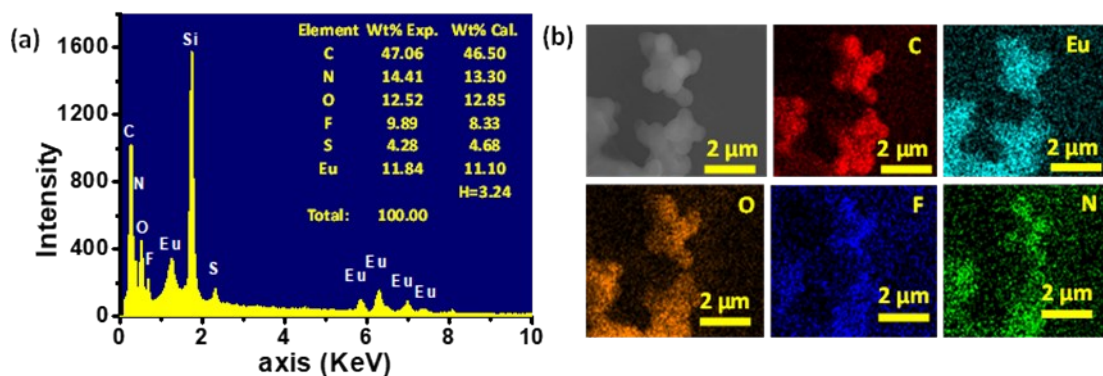 (a)
Intensity
1600
1200
800
400
0
0 2 4 6 8 10
axis (KeV)
C
N
O
F
Eu
Si
S
Eu
Eu
Eu
Eu
Element Wt% Exp. Wt% Cal.
C 47.06 46.50
N 14.41 13.30
O 12.52 12.85
F 9.89 8.33
S 4.28 4.68
Eu 11.84 11.10
H=3.24
Total: 100.00
(b)
2 µm
C
2 µm
Eu
2 µm
O
2 µm
F
2 µm
N
2 µm